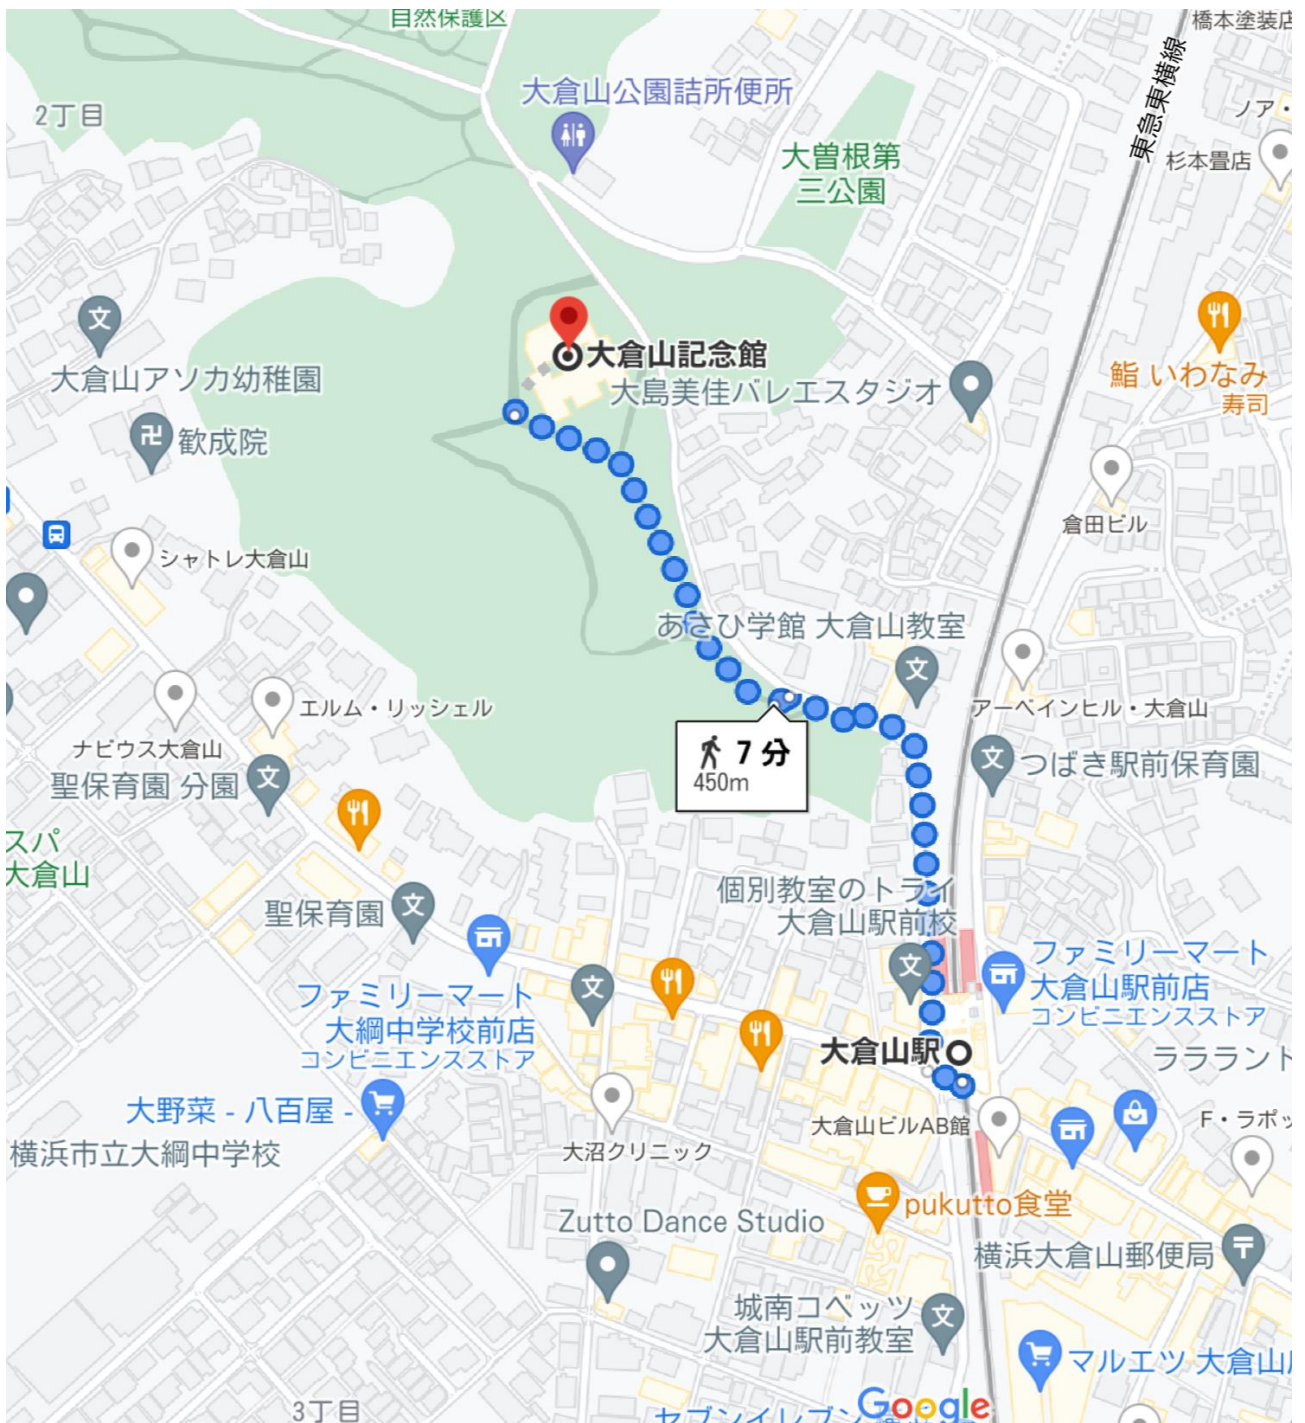 自然保護区
橋本塗装店
東急東横線
2丁目
大倉山公園詰所便所
ノア・
大曽根第
三公園
杉本畳店
大倉山記念館
大倉山アソカ幼稚園
大島美佳バレエスタジオ
鮨 いわなみ
寿司
歓成院
倉田ビル
シャトレ大倉山
あさひ学館 大倉山教室
エルム・リッシェル
アーベインヒル・大倉山
ナビウス大倉山
7 分
450m
つばき駅前保育園
聖保育園 分園
スパ
大倉山
個別教室のトライ
大倉山駅前校
聖保育園
ファミリーマート
大倉山駅前店
コンビニエンスストア
ファミリーマート
大綱中学校前店
コンビニエンスストア
大倉山駅
ララランド
大野菜 - 八百屋 -
大倉山ビルAB館
F・ラポッ
横浜市立大綱中学校
大沼クリニック
pukutto食堂
Zutto Dance Studio
横浜大倉山郵便局
城南コベッツ
大倉山駅前教室
マルエツ 大倉山
3丁目
セブンイレブン
Google